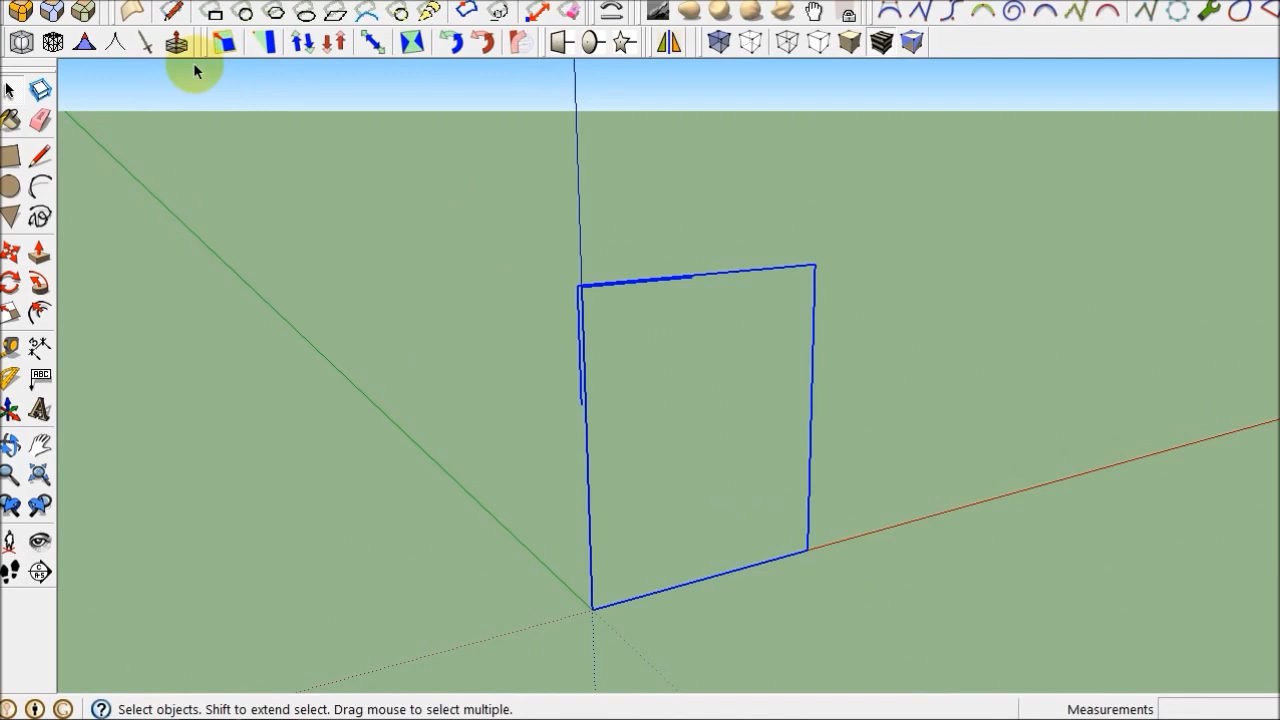 ABC
Select objects. Shift to extend select. Drag mouse to select multiple.
Measurements